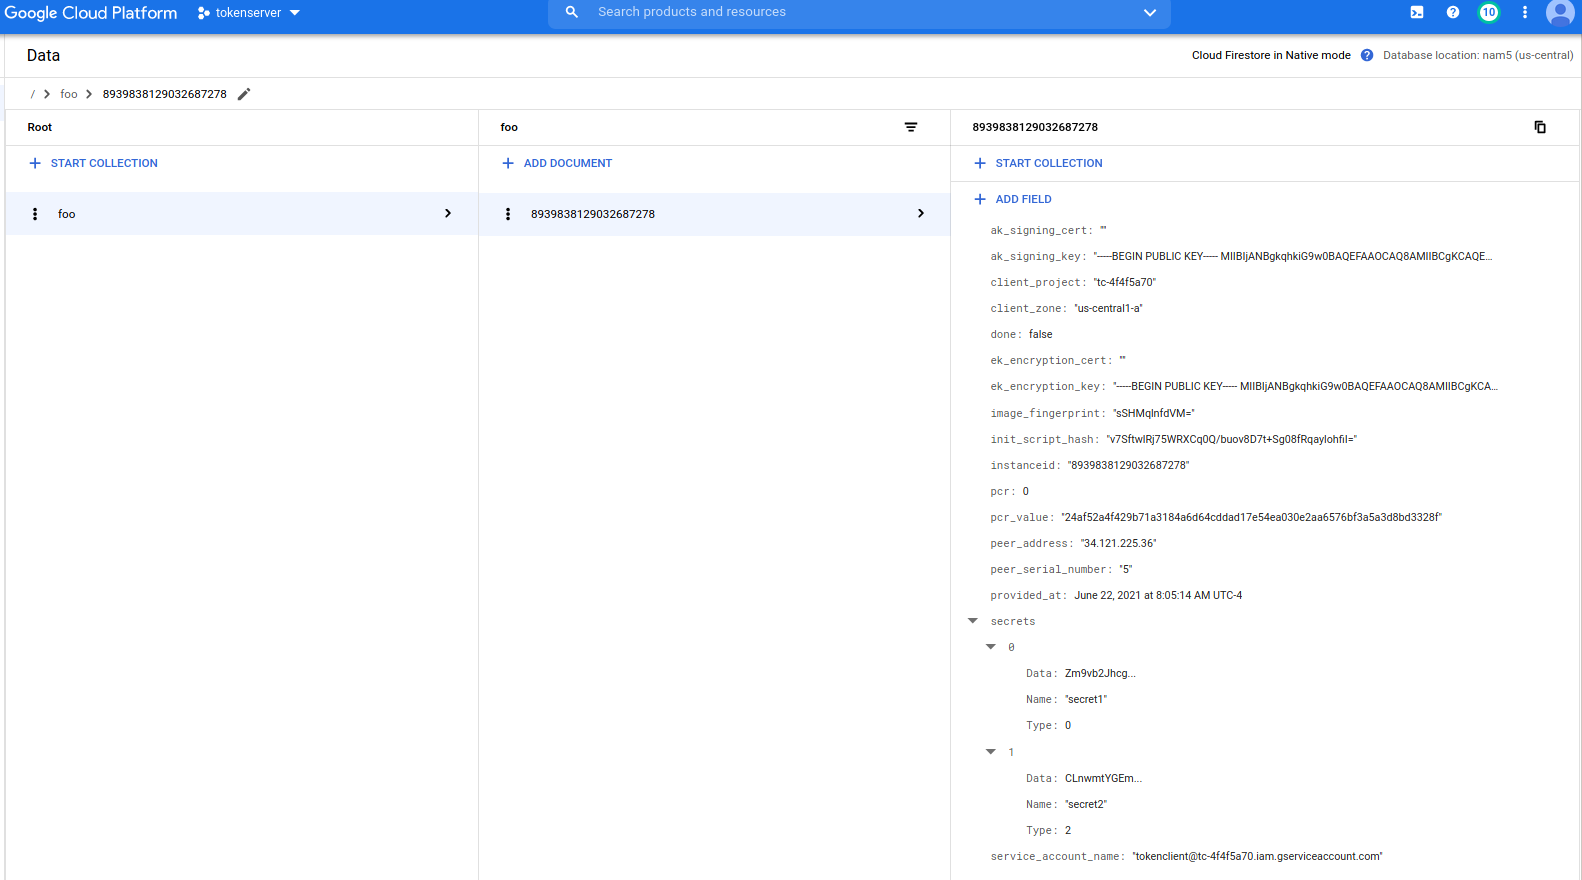 Google Cloud Platform tokenserver Search products and resources 10
Data Cloud Firestore in Native mode Database location: nam5 (us-central)
/ foo 8939838129032687278
Root foo 8939838129032687278
START COLLECTION ADD DOCUMENT START COLLECTION
ADD FIELD
foo 8939838129032687278
ak_signing_cert: ""
ak_signing_key: "-----BEGIN PUBLIC KEY----- MIIBIjANBgkqhkiG9w0BAQEFAAOCAQ8AMIIBCgKCAQE...
client_project: "tc-4f4f5a70"
client_zone: "us-central1-a"
done: false
ek_encryption_cert: ""
ek_encryption_key: "-----BEGIN PUBLIC KEY----- MIIBIjANBgkqhkiG9w0BAQEFAAOCAQ8AMIIBCgKCA...
image_fingerprint: "sSHMqInfdVM="
init_script_hash: "v7SftwIRj75WRXCq0Q/buov8D7t+Sg08fRqayIohfiI="
instanceid: "8939838129032687278"
pcr: 0
pcr_value: "24af52a4f429b71a3184a6d64cddad17e54ea030e2aa6576bf3a5a3d8bd3328f"
peer_address: "34.121.225.36"
peer_serial_number: "5"
provided_at: June 22, 2021 at 8:05:14 AM UTC-4
secrets
0
Data: Zm9vb2Jhcg...
Name: "secret1"
Type: 0
1
Data: CLnwmtYGEm...
Name: "secret2"
Type: 2
service_account_name: "tokenclient@tc-4f4f5a70.iam.gserviceaccount.com"